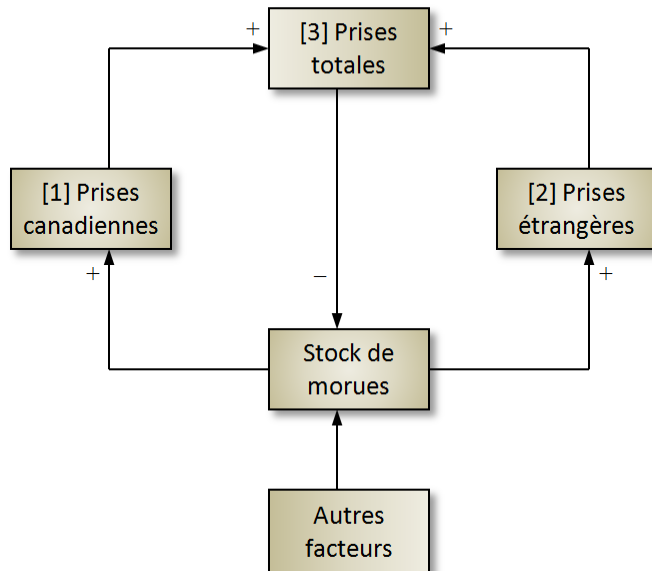 +
[3] Prises
totales
+
[1] Prises
canadiennes
[2] Prises
étrangères
+
–
+
Stock de
morues
Autres
facteurs